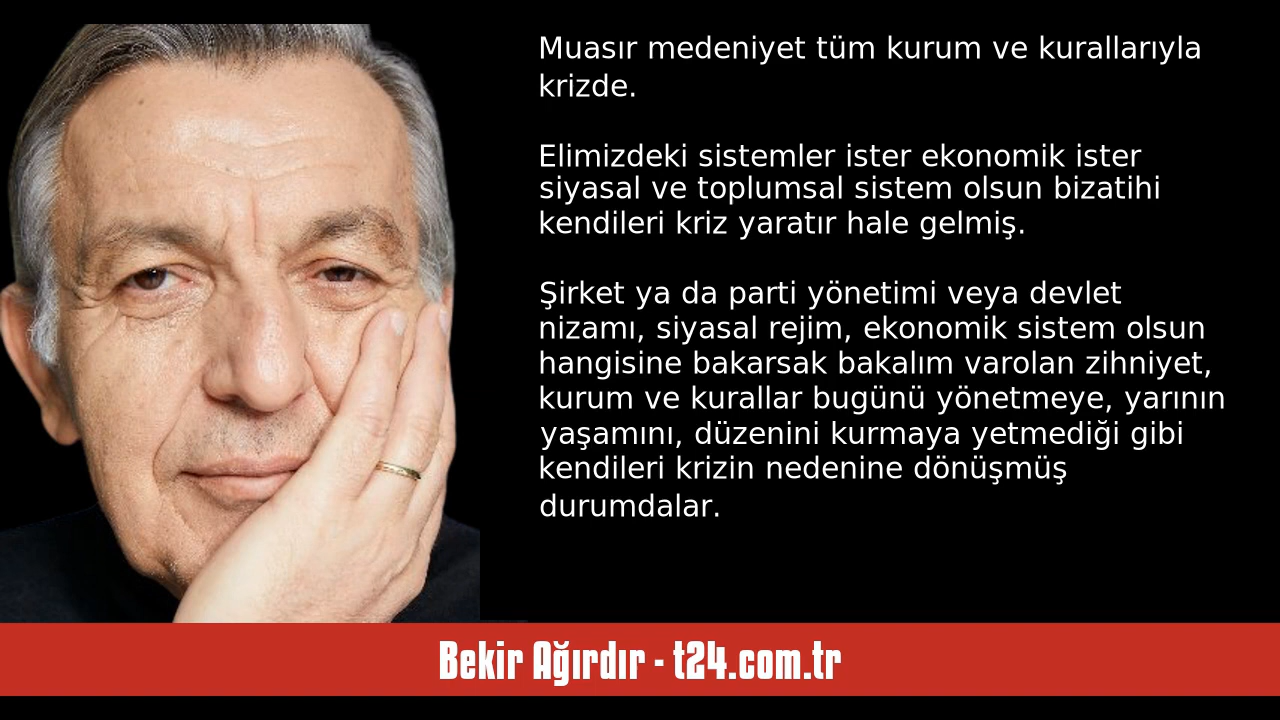 Muasır medeniyet tüm kurum ve kurallarıyla
krizde.
Elimizdeki sistemler ister ekonomik ister
siyasal ve toplumsal sistem olsun bizatihi
kendileri kriz yaratır hale gelmiş.
Şirket ya da parti yönetimi veya devlet
nizamı, siyasal rejim, ekonomik sistem olsun
hangisine bakarsak bakalım varolan zihniyet,
kurum ve kurallar bugünü yönetmeye, yarının
yaşamını, düzenini kurmaya yetmediği gibi
kendileri krizin nedenine dönüşmüş
durumdalar.
Bekir Ağırdır - t24.com.tr